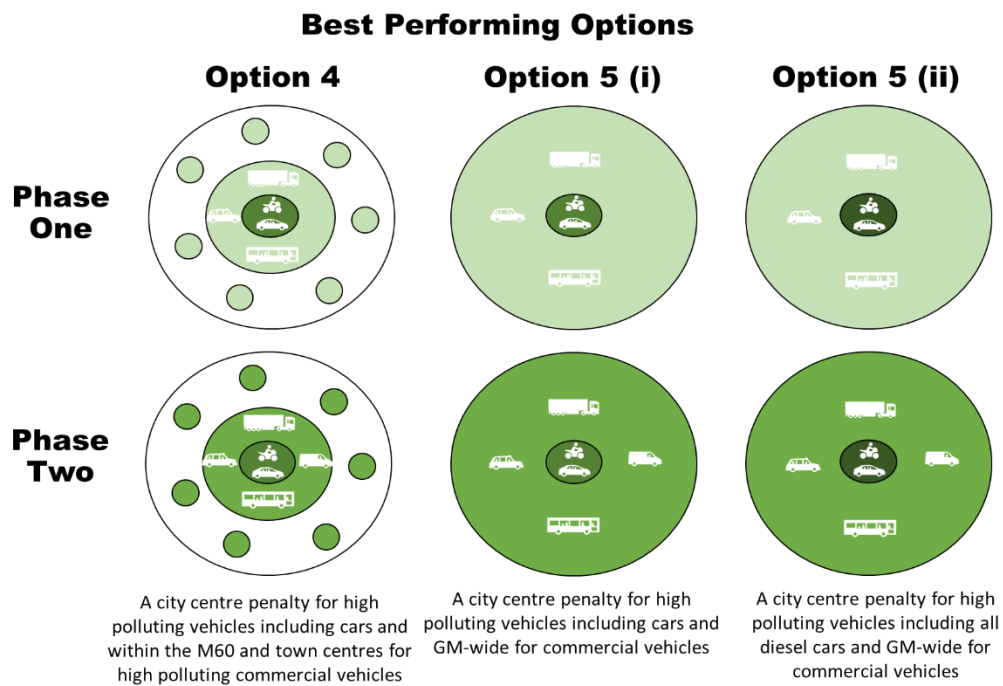 Best Performing Options
Option 4
Option 5 (i)
Option 5 (ii)
Phase
One
Phase
Two
A city centre penalty for high
polluting vehicles including cars and
within the M60 and town centres for
high polluting commercial vehicles
A city centre penalty for high
polluting vehicles including cars and
GM-wide for commercial vehicles
A city centre penalty for high
polluting vehicles including all
diesel cars and GM-wide for
commercial vehicles